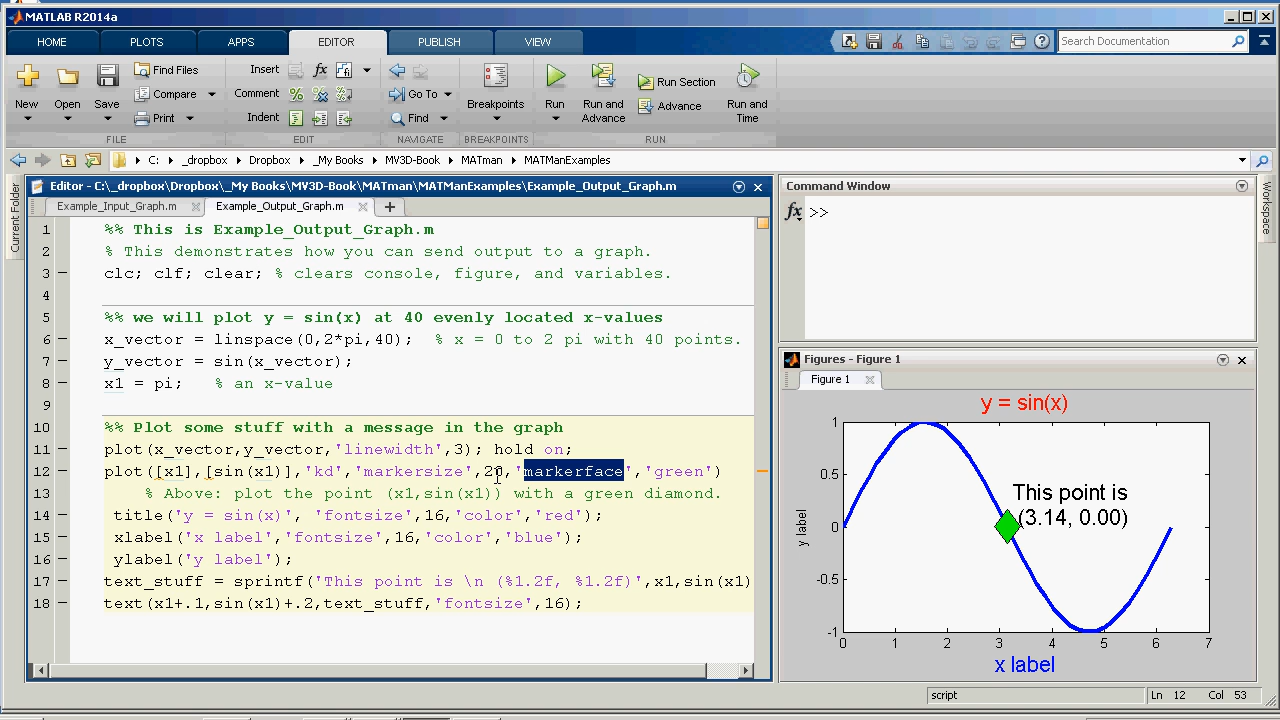 MATLAB R2014a
HOME PLOTS APPS EDITOR PUBLISH VIEW Search Documentation
New Open Save Find Files Compare Print Insert fx Comment Indent Go To Find Breakpoints Run Run and Advance Run Section Advance Run and Time
FILE EDIT NAVIGATE BREAKPOINTS RUN
C: _dropbox Dropbox _My Books MV3D-Book MATman MATManExamples
Current Folder
Editor - C:\_dropbox\Dropbox\_My Books\MV3D-Book\MATman\MATManExamples\Example_Output_Graph.m
Example_Input_Graph.m Example_Output_Graph.m +
1 %% This is Example_Output_Graph.m
2 % This demonstrates how you can send output to a graph.
3 clc; clf; clear; % clears console, figure, and variables.
4
5 %% we will plot y = sin(x) at 40 evenly located x-values
6 x_vector = linspace(0,2*pi,40); % x = 0 to 2 pi with 40 points.
7 y_vector = sin(x_vector);
8 x1 = pi; % an x-value
9
10 %% Plot some stuff with a message in the graph
11 plot(x_vector,y_vector,'linewidth',3); hold on;
12 plot([x1],[sin(x1)],'kd','markersize',20,'markerface','green')
13 % Above: plot the point (x1,sin(x1)) with a green diamond.
14 title('y = sin(x)', 'fontsize',16,'color','red');
15 xlabel('x label','fontsize',16,'color','blue');
16 ylabel('y label');
17 text_stuff = sprintf('This point is \n (%1.2f, %1.2f)',x1,sin(x1)
18 text(x1+.1,sin(x1)+.2,text_stuff,'fontsize',16);
Command Window
fx >>
Workspace
Figures - Figure 1
Figure 1
y = sin(x)
1
0.5
0
-0.5
-1
y label
This point is
(3.14, 0.00)
0 1 2 3 4 5 6 7
x label
script Ln 12 Col 53